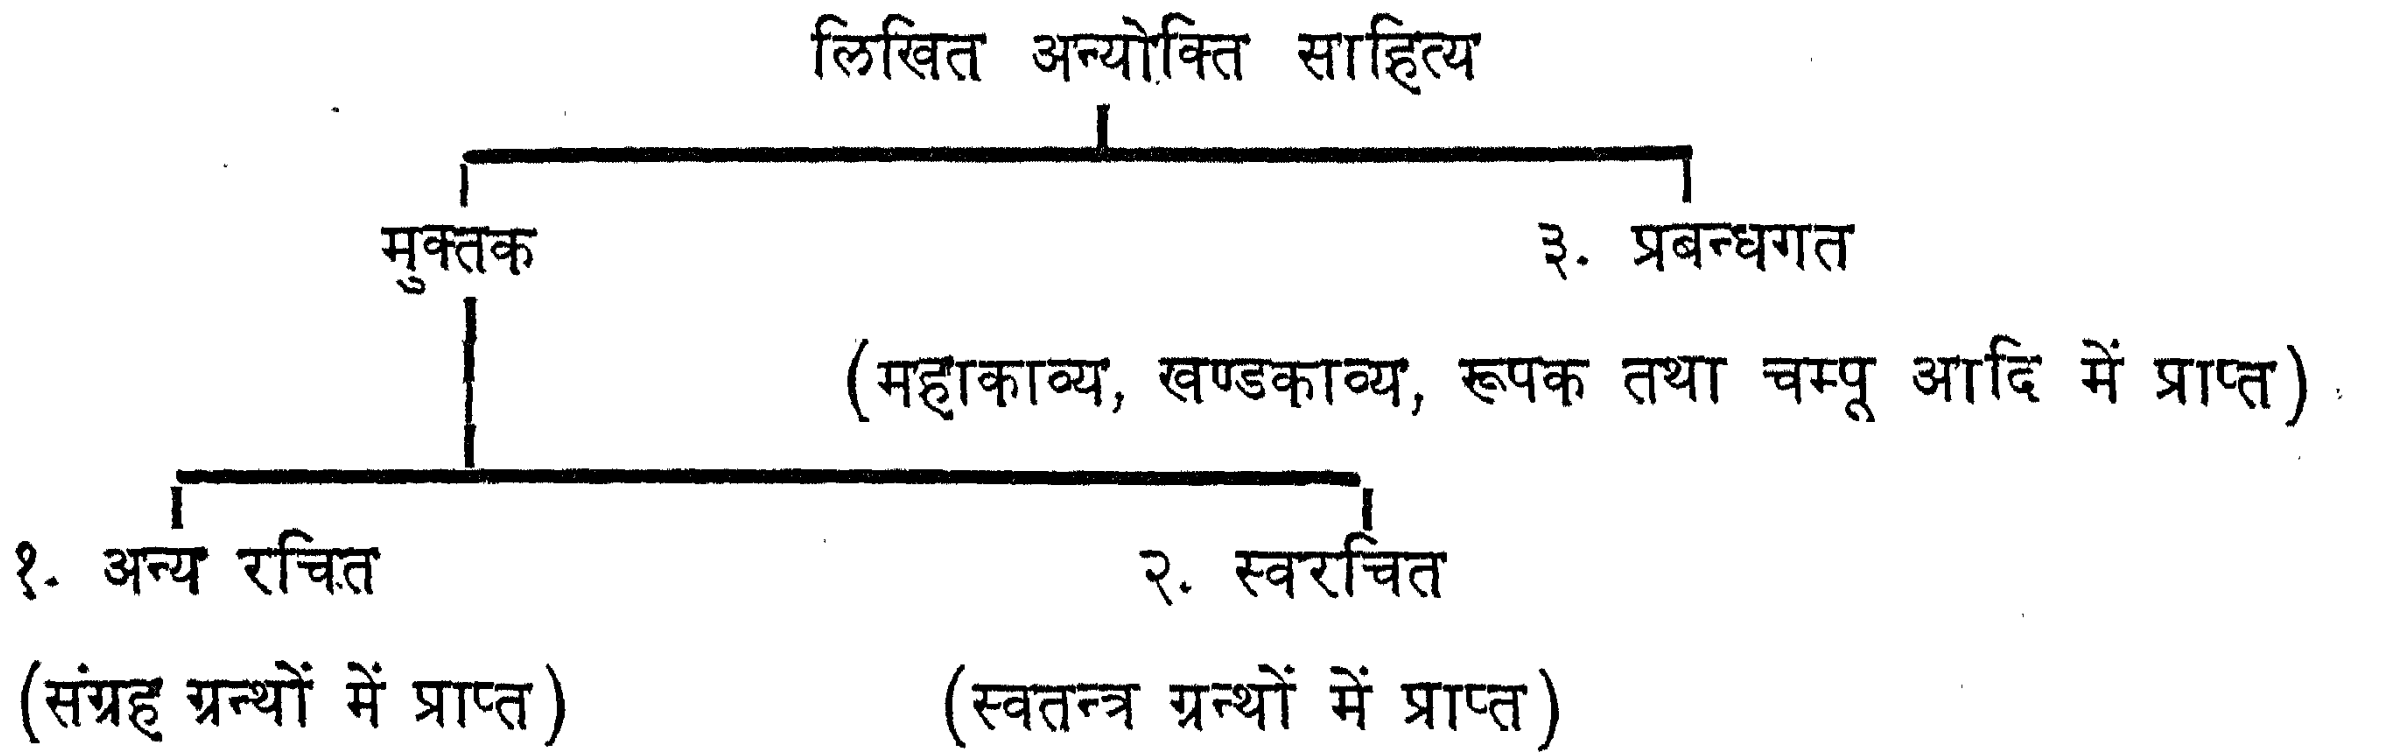 लिखित अन्योक्ति साहित्य
मुक्तक
३. प्रबन्धगत
(महाकाव्य, खण्डकाव्य, रूपक तथा चम्पू आदि में प्राप्त)
१. अन्य रचित
२. स्वरचित
(संग्रह ग्रन्थों में प्राप्त)
(स्वतन्त्र ग्रन्थों में प्राप्त)